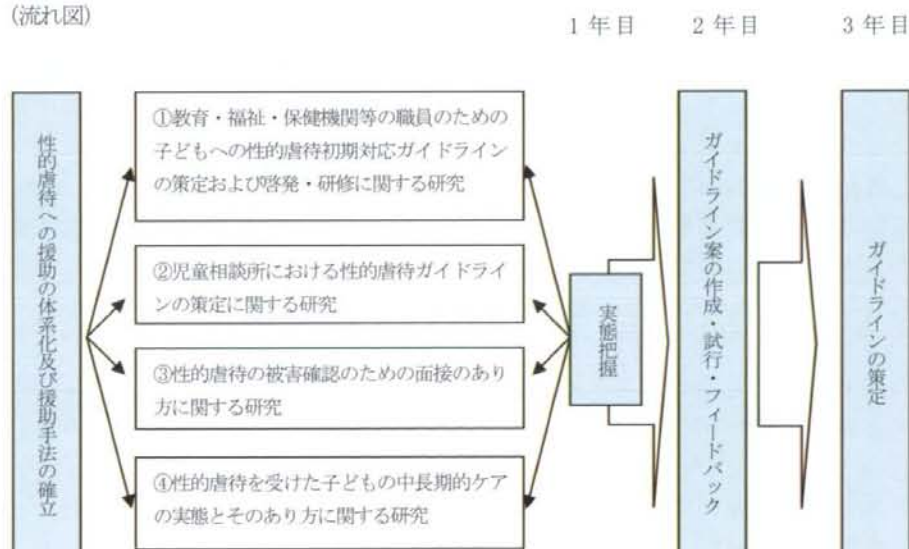 (流れ図)
1 年目 2 年目 3 年目
性的虐待への援助の体系化及び援助手法の確立
①教育・福祉・保健機関等の職員のための
子どもへの性的虐待初期対応ガイドライン
の策定および啓発・研修に関する研究
②児童相談所における性的虐待ガイドライ
ンの策定に関する研究
③性的虐待の被害確認のための面接のあり
方に関する研究
④性的虐待を受けた子どもの中長期的ケア
の実態とそのあり方に関する研究
実態把握
ガイドライン案の作成・試行・フィードバック
ガイドラインの策定